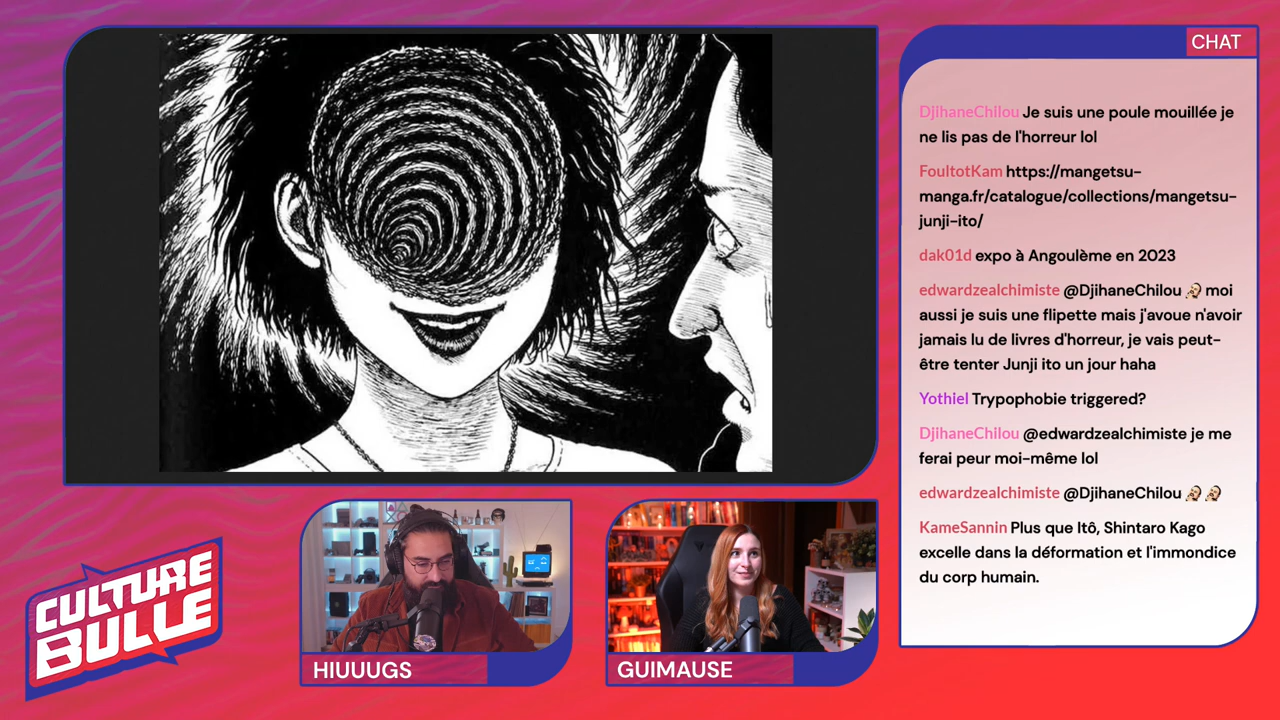 CHAT
DjihaneChilou Je suis une poule mouillée je
ne lis pas de l'horreur lol
FoultotKam https://mangetsu-
manga.fr/catalogue/collections/mangetsu-
junji-ito/
dak01d expo à Angoulème en 2023
edwardzealchimiste @DjihaneChilou moi
aussi je suis une flipette mais j'avoue n'avoir
jamais lu de livres d'horreur, je vais peut-
être tenter Junji ito un jour haha
Yothiel Trypophobie triggered?
DjihaneChilou @edwardzealchimiste je me
ferai peur moi-même lol
edwardzealchimiste @DjihaneChilou
KameSannin Plus que Itô, Shintaro Kago
excelle dans la déformation et l'immondice
du corp humain.
CULTURE
BULLE
HIUUUGS
GUIMAUSE